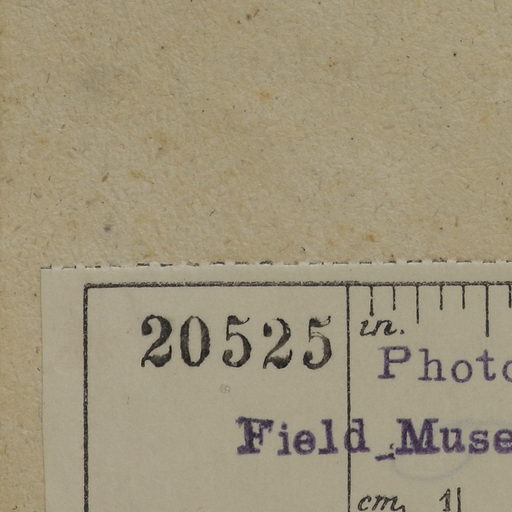 20525 in.
Photo
Field Muse
cm. 1